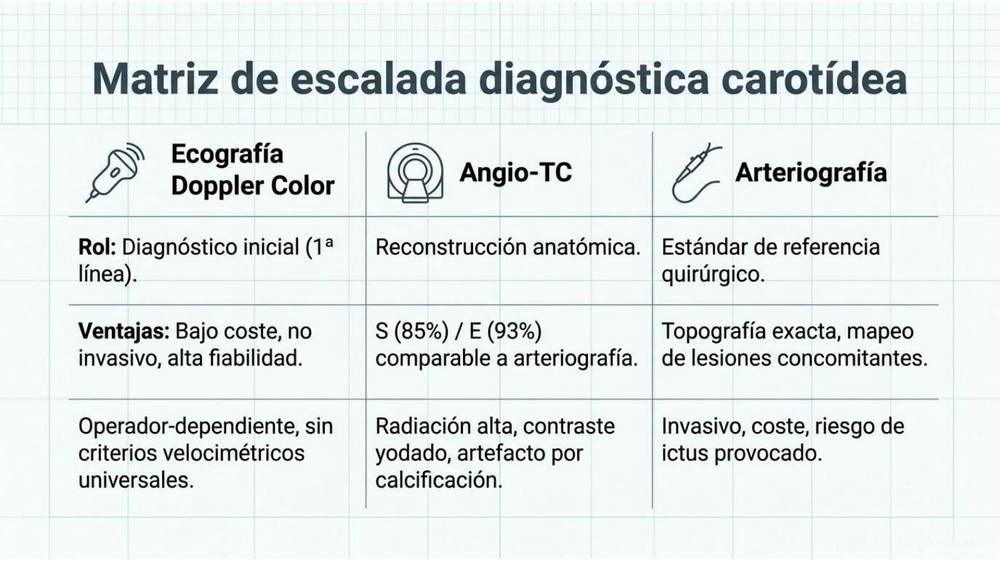 Matriz de escalada diagnóstica carotídea
Ecografía
Doppler Color
Angio-TC
Arteriografía
Rol: Diagnóstico inicial (1ª
línea).
Reconstrucción anatómica.
Estándar de referencia
quirúrgico.
Ventajas: Bajo coste, no
invasivo, alta fiabilidad.
S (85%) / E (93%)
comparable a arteriografía.
Topografía exacta, mapeo
de lesiones concomitantes.
Operador-dependiente, sin
criterios velocimétricos
universales.
Radiación alta, contraste
yodado, artefacto por
calcificación.
Invasivo, coste, riesgo de
ictus provocado.